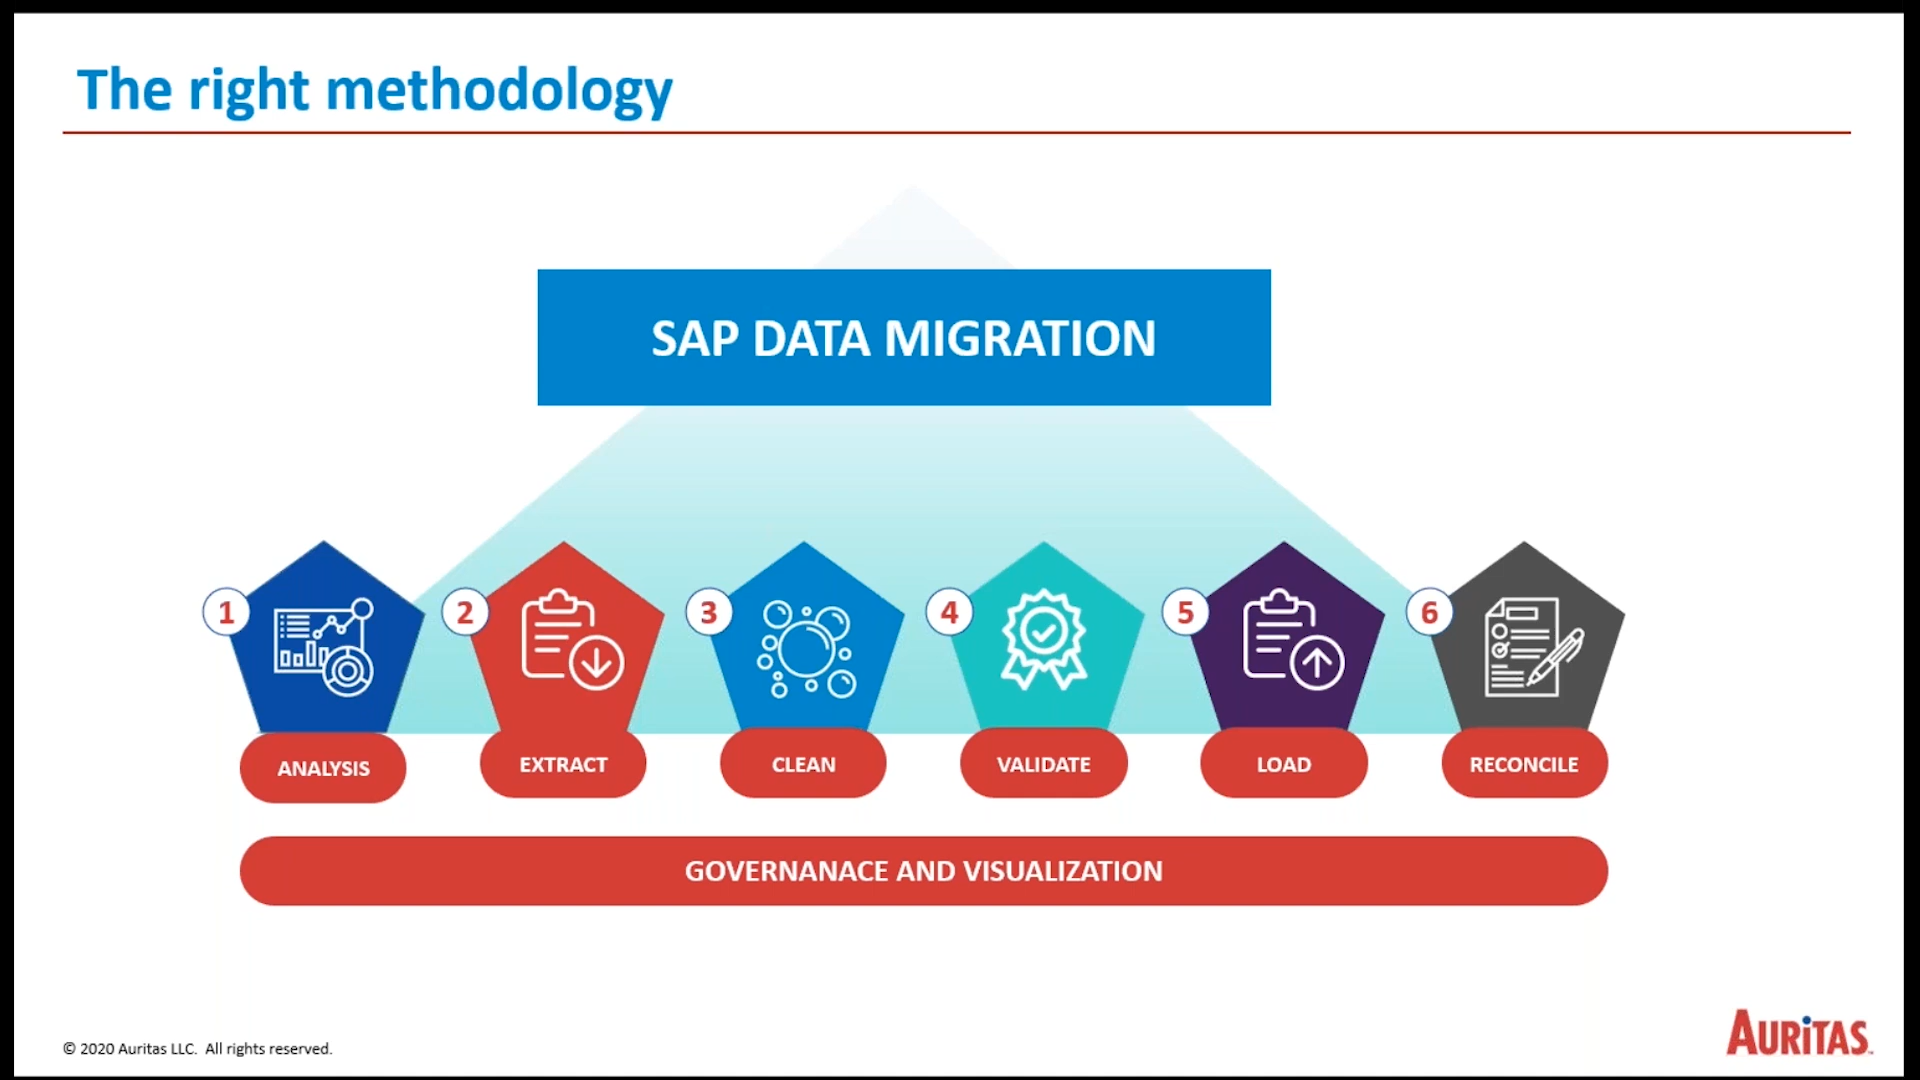 The right methodology
SAP DATA MIGRATION
1
2
3
4
5
6
ANALYSIS
EXTRACT
CLEAN
VALIDATE
LOAD
RECONCILE
GOVERNANACE AND VISUALIZATION
© 2020 Auritas LLC. All rights reserved.
AURiTAS™